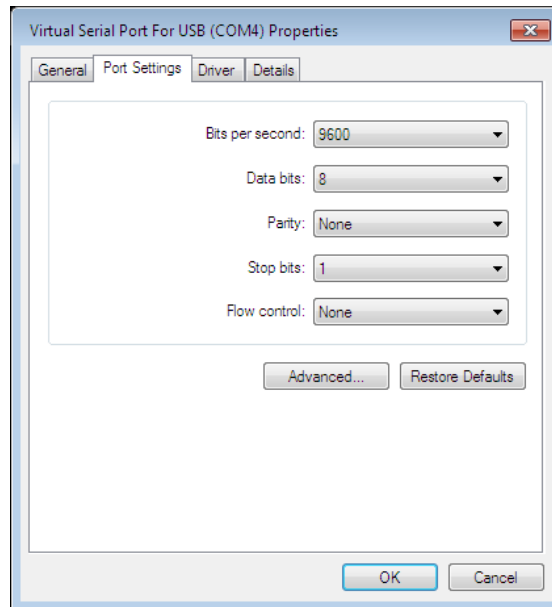 Virtual Serial Port For USB (COM4) Properties
General Port Settings Driver Details
Bits per second: 9600
Data bits: 8
Parity: None
Stop bits: 1
Flow control: None
Advanced... Restore Defaults
OK Cancel